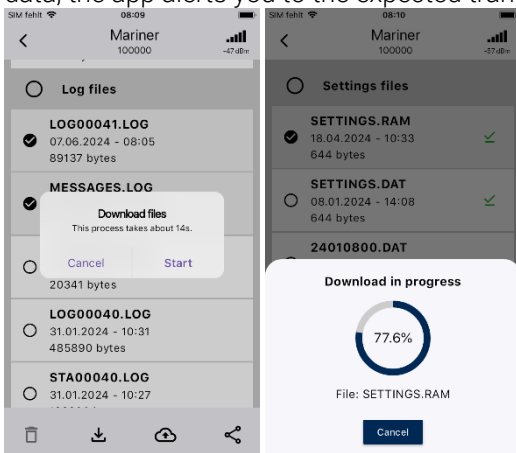 data, the app alerts you to the expected tran
SIM fehlt 08:09
Mariner
100000
-47 dBm
Log files
LOG00041.LOG
07.06.2024 - 08:05
89137 bytes
MESSAGES.LOG
Download files
This process takes about 14s.
Cancel Start
20341 bytes
LOG00040.LOG
31.01.2024 - 10:31
485890 bytes
STA00040.LOG
31.01.2024 - 10:27
SIM fehlt 08:10
Mariner
100000
-37 dBm
Settings files
SETTINGS.RAM
18.04.2024 - 10:33
644 bytes
SETTINGS.DAT
08.01.2024 - 14:08
644 bytes
24010800.DAT
Download in progress
77.6%
File: SETTINGS.RAM
Cancel